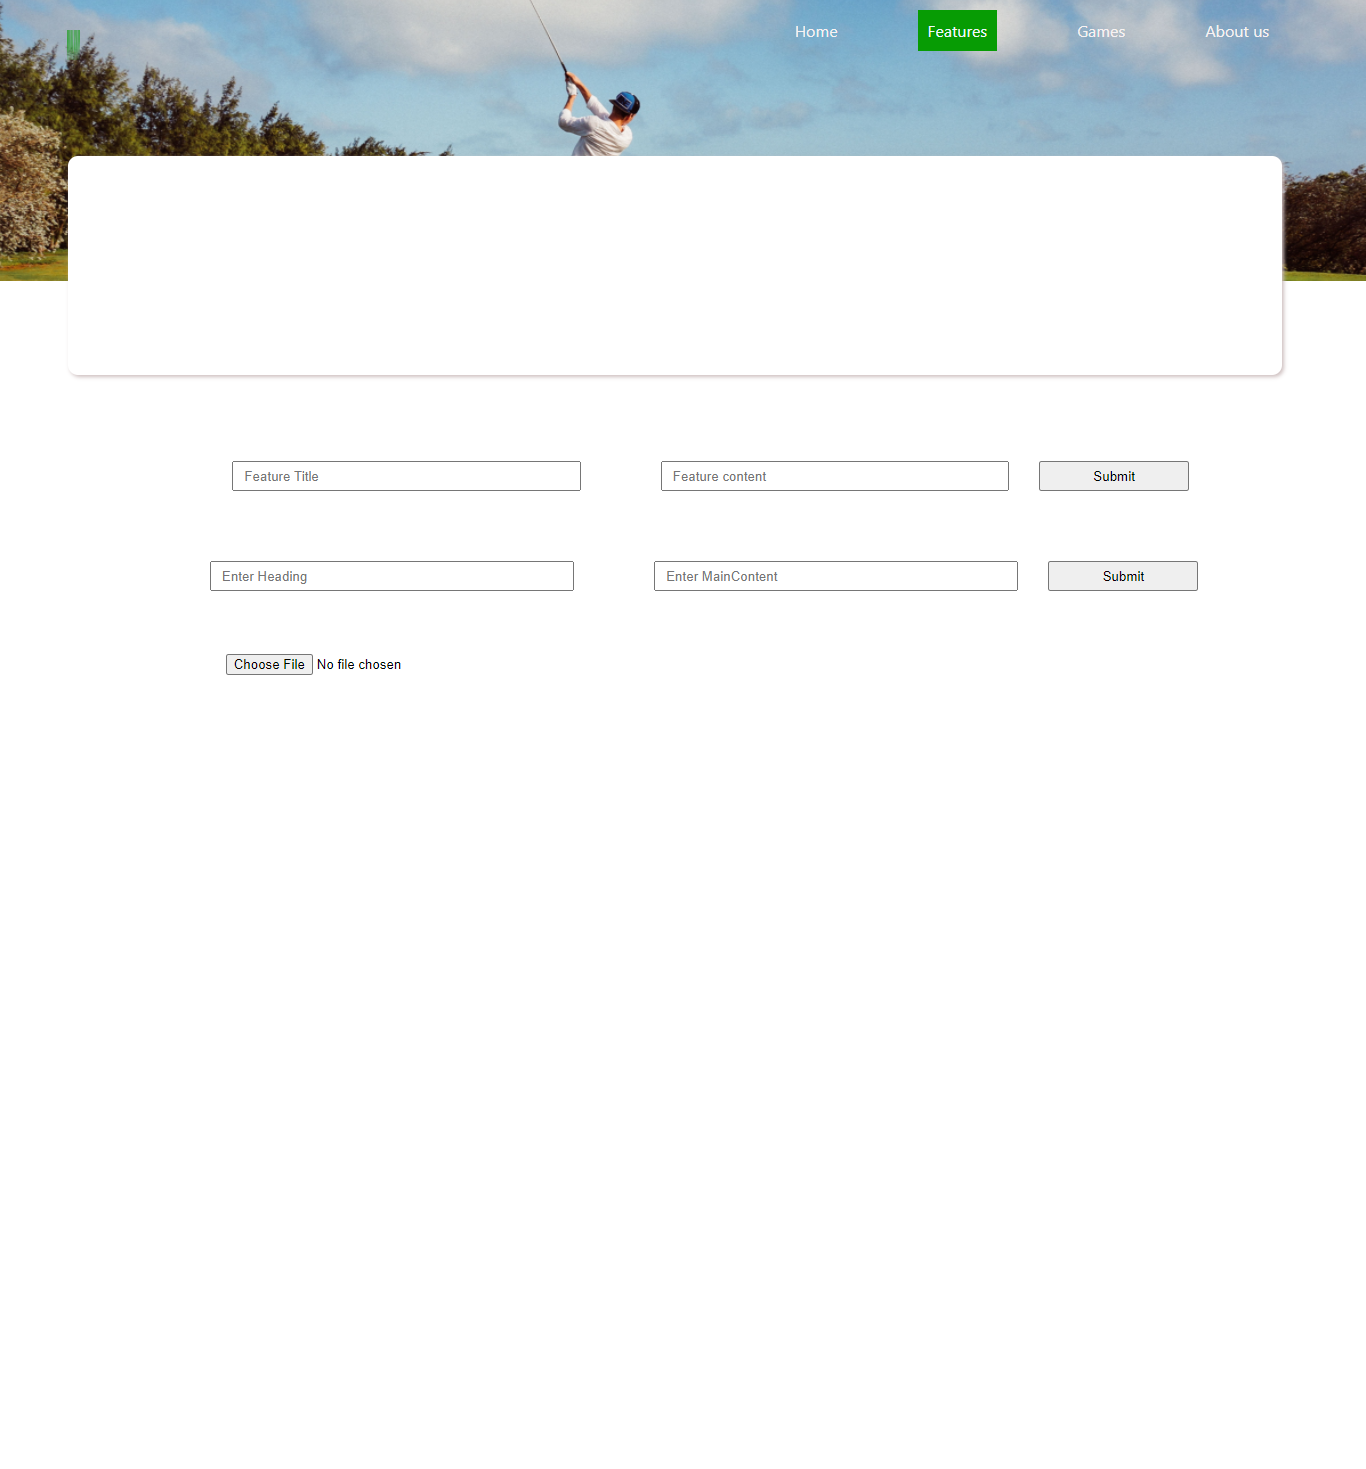 Home Features Games About us
Feature Title Feature content Submit
Enter Heading Enter MainContent Submit
Choose File No file chosen